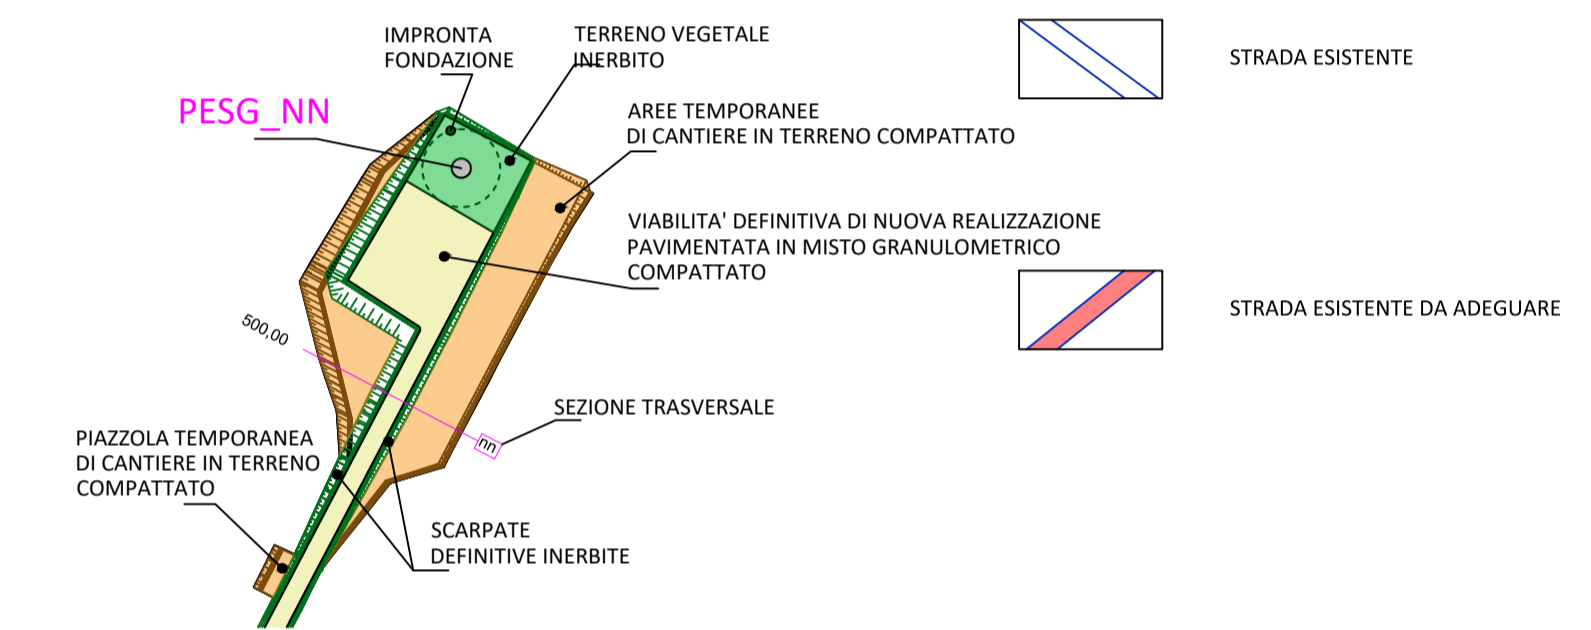 IMPRONTA
FONDAZIONE
TERRENO VEGETALE
INERBITO
PESG_NN
AREE TEMPORANEE
DI CANTIERE IN TERRENO COMPATTATO
VIABILITA' DEFINITIVA DI NUOVA REALIZZAZIONE
PAVIMENTATA IN MISTO GRANULOMETRICO
COMPATTATO
500,00
SEZIONE TRASVERSALE
nn
PIAZZOLA TEMPORANEA
DI CANTIERE IN TERRENO
COMPATTATO
SCARPATE
DEFINITIVE INERBITE
STRADA ESISTENTE
STRADA ESISTENTE DA ADEGUARE